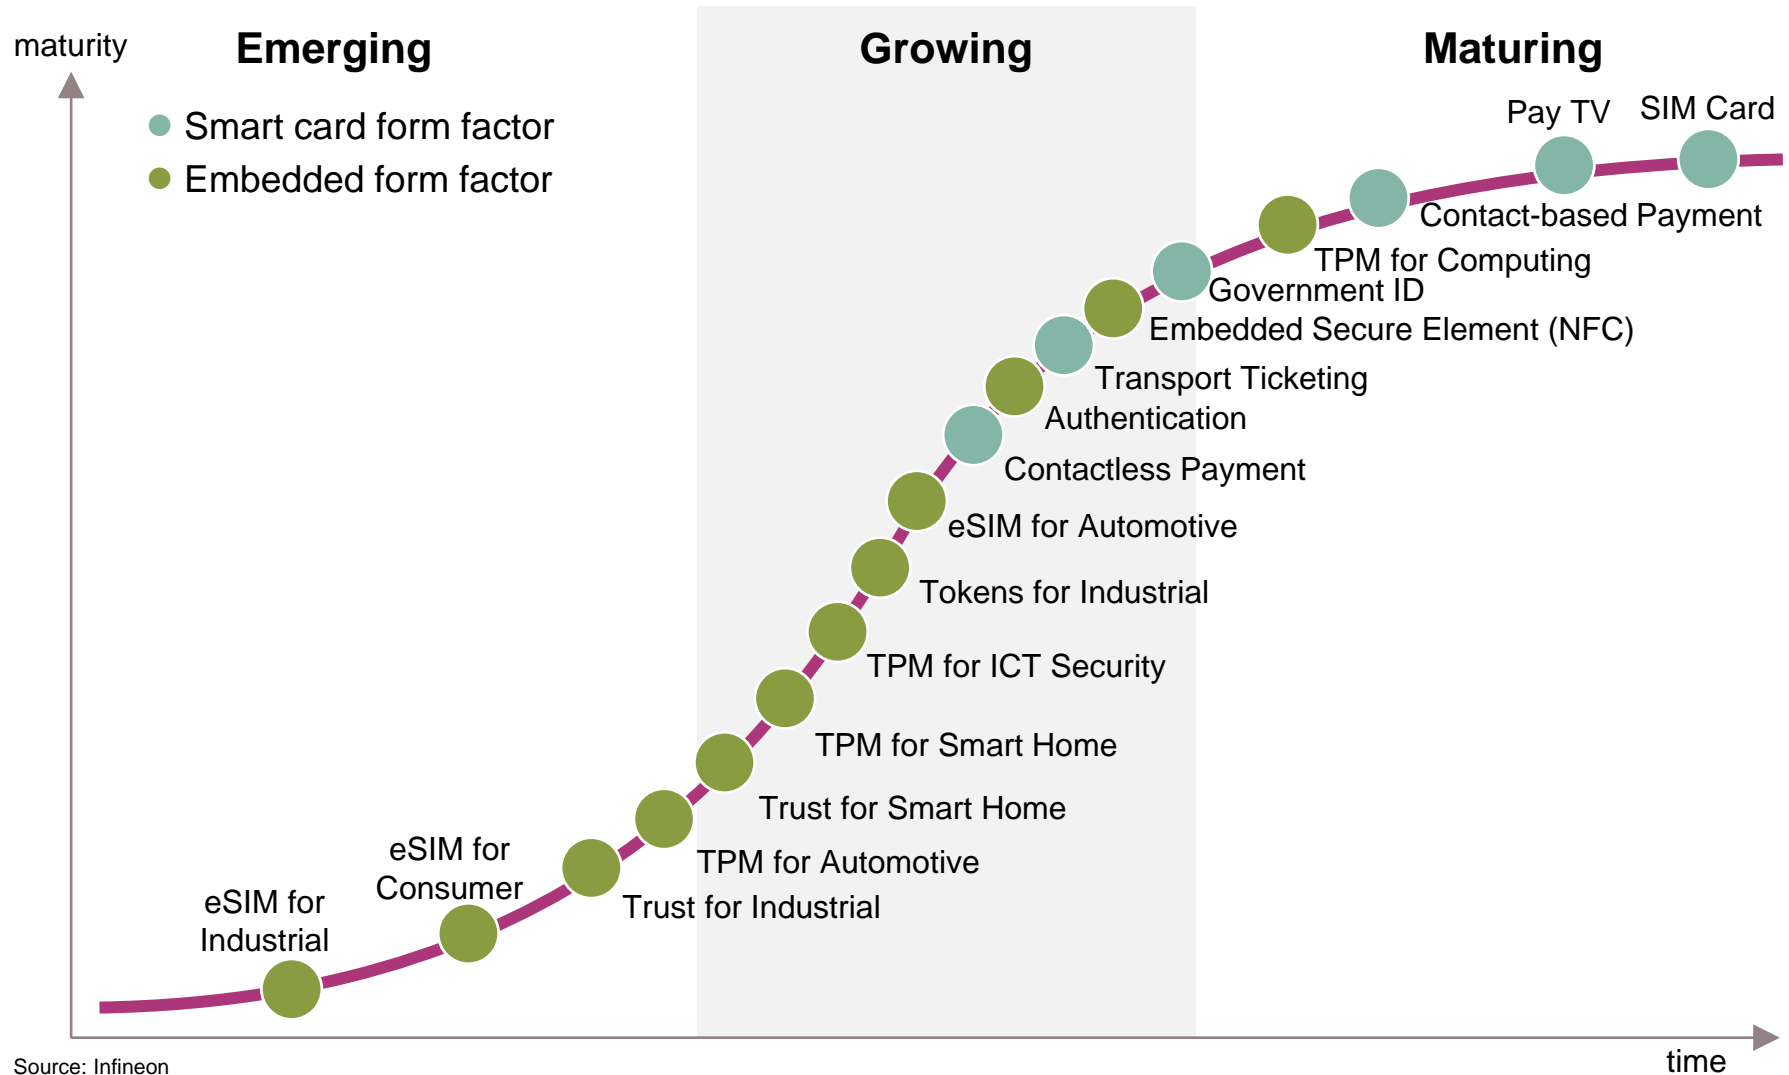 maturity
Emerging
Growing
Maturing
Smart card form factor
Embedded form factor
Pay TV
SIM Card
Contact-based Payment
TPM for Computing
Government ID
Embedded Secure Element (NFC)
Transport Ticketing
Authentication
Contactless Payment
eSIM for Automotive
Tokens for Industrial
TPM for ICT Security
TPM for Smart Home
Trust for Smart Home
TPM for Automotive
Trust for Industrial
eSIM for
Consumer
eSIM for
Industrial
time
Source: Infineon